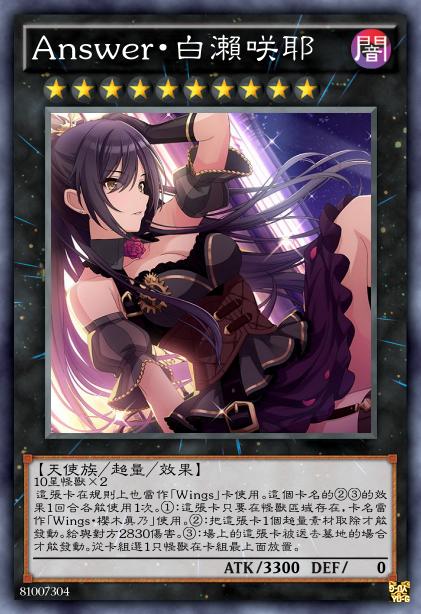 Answer・白瀨咲耶
闇
【天使族/超量/效果】
10星怪獸×2
這張卡在規則上也當作「Wings」卡使用。這個卡名的②③的效
果1回合各能使用1次。①:這張卡只要在怪獸區域存在,卡名當
作「Wings・櫻木真乃」使用。②:把這張卡1個超量素材取除才能
發動。給與對方2830傷害。③:場上的這張卡被送去墓地的場合
才能發動。從卡組選1只怪獸在卡組最上面放置。
ATK/3300 DEF/ 0
81007304